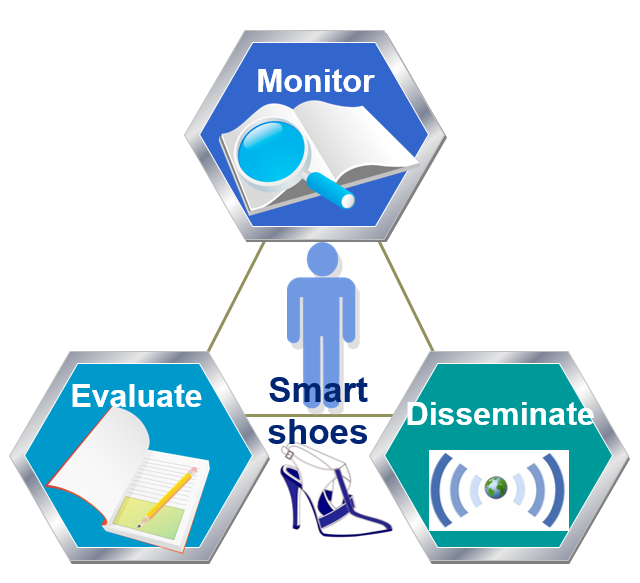 Monitor
Smart
shoes
Evaluate
Disseminate